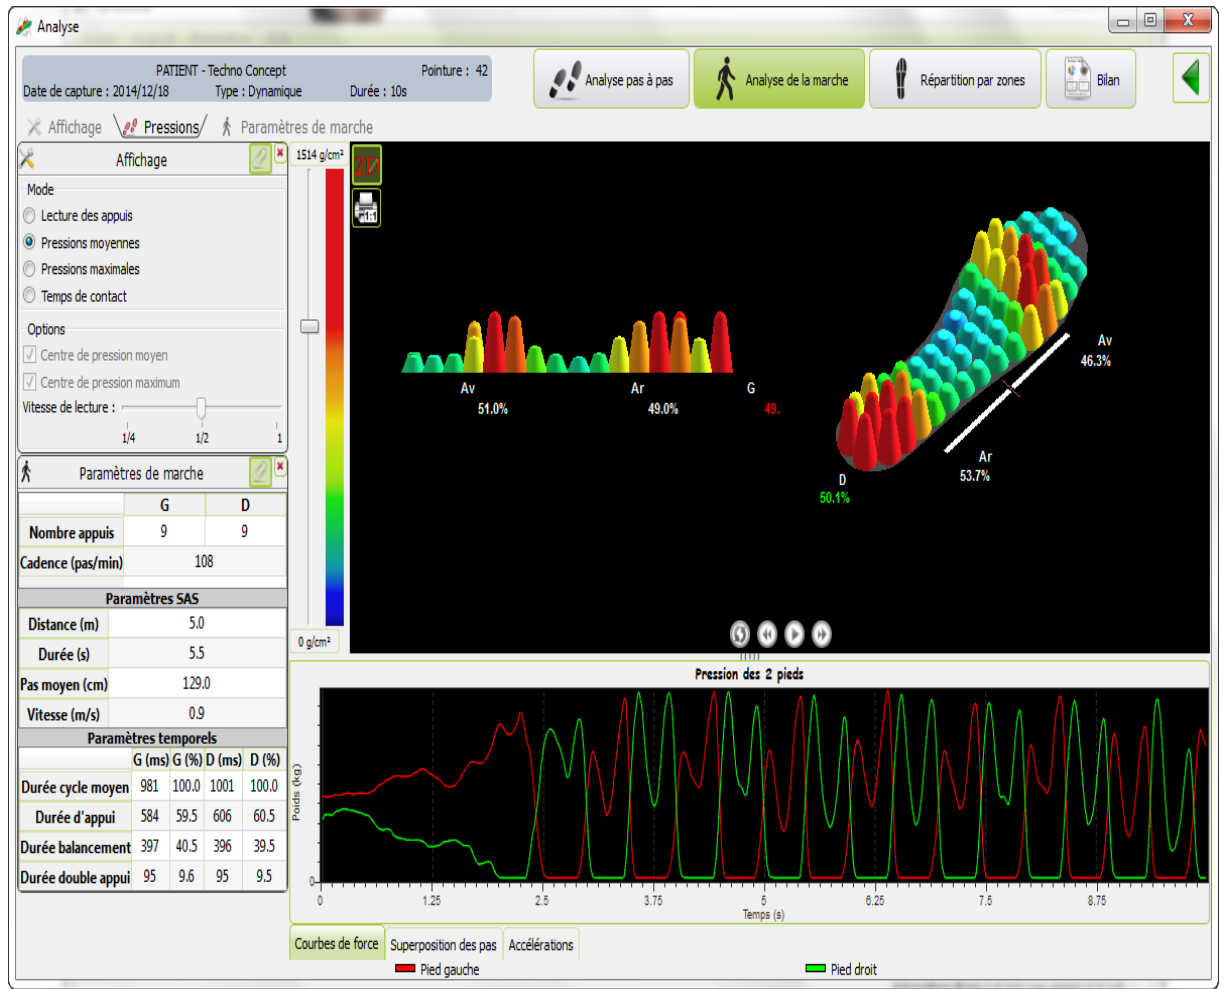 Analyse
PATIENT - Techno Concept Pointure : 42
Date de capture : 2014/12/18 Type : Dynamique Durée : 10s
Analyse pas à pas
Analyse de la marche
Répartition par zones
Bilan
Affichage Pressions Paramètres de marche
Affichage
Mode
Lecture des appuis
Pressions moyennes
Pressions maximales
Temps de contact
Options
Centre de pression moyen
Centre de pression maximum
Vitesse de lecture :
1/4 1/2 1
Paramètres de marche
G D
Nombre appuis 9 9
Cadence (pas/min) 108
Paramètres SAS
Distance (m) 5.0
Durée (s) 5.5
Pas moyen (cm) 129.0
Vitesse (m/s) 0.9
Paramètres temporels
G (ms) G (%) D (ms) D (%)
Durée cycle moyen 981 100.0 1001 100.0
Durée d'appui 584 59.5 606 60.5
Durée balancement 397 40.5 396 39.5
Durée double appui 95 9.6 95 9.5
1514 g/cm²
0 g/cm²
2D
1:1
Av
51.0%
Ar
49.0%
G
49.
Av
46.3%
Ar
53.7%
D
50.1%
Pression des 2 pieds
Poids (kg)
0
0 1.25 2.5 3.75 5 6.25 7.5 8.75
Temps (s)
Courbes de force Superposition des pas Accélérations
Pied gauche Pied droit